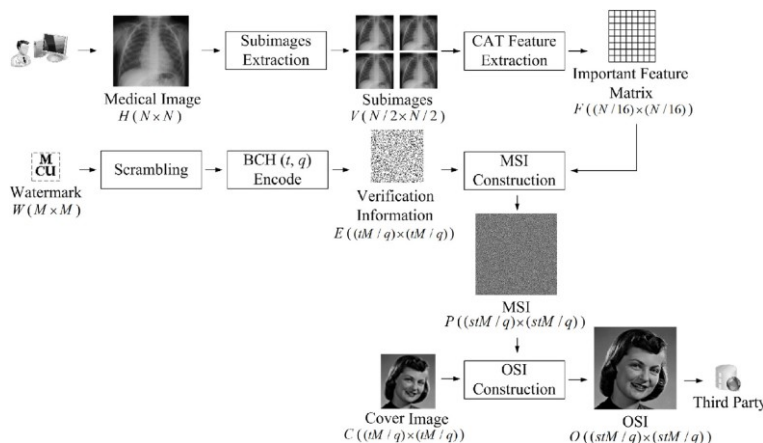 Medical Image
H(N×N)
Subimages
Extraction
Subimages
V(N/2×N/2)
CAT Feature
Extraction
Important Feature
Matrix
F((N/16)×(N/16))
M
CU
Watermark
W(M×M)
Scrambling
BCH (t, q)
Encode
Verification
Information
E((tM/q)×(tM/q))
MSI
Construction
MSI
P((stM/q)×(stM/q))
Cover Image
C((tM/q)×(tM/q))
OSI
Construction
OSI
O((stM/q)×(stM/q))
Third Party